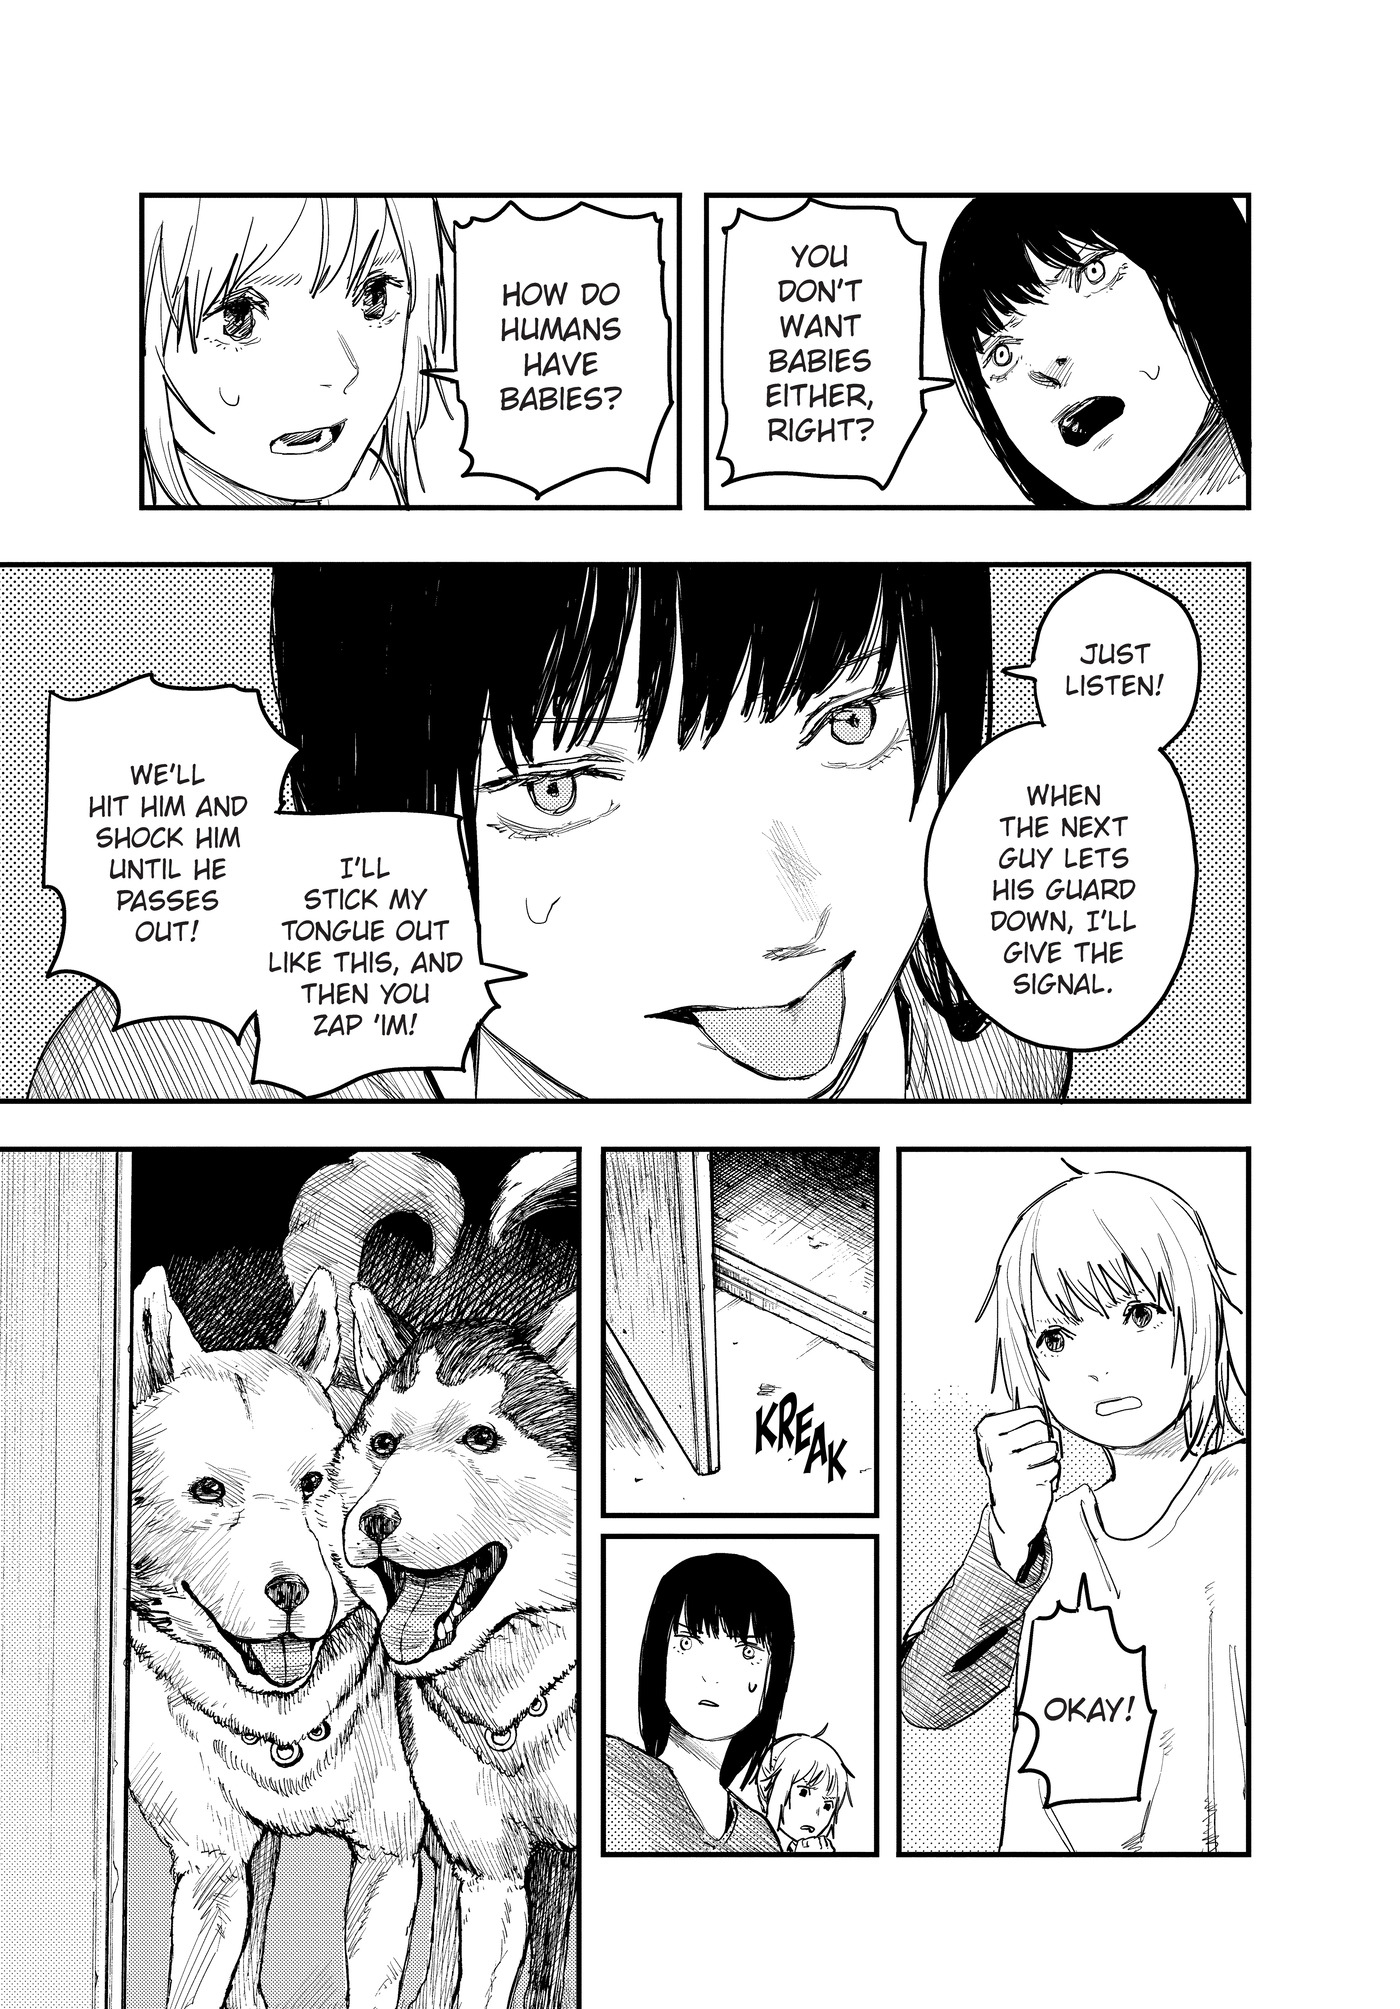 YOU
DON'T
WANT
BABIES
EITHER,
RIGHT?
HOW DO
HUMANS
HAVE
BABIES?
JUST
LISTEN!
WHEN
THE NEXT
GUY LETS
HIS GUARD
DOWN, I'LL
GIVE THE
SIGNAL.
I'LL
STICK MY
TONGUE OUT
LIKE THIS, AND
THEN YOU
ZAP 'IM!
WE'LL
HIT HIM AND
SHOCK HIM
UNTIL HE
PASSES
OUT!
OKAY!
KREAK